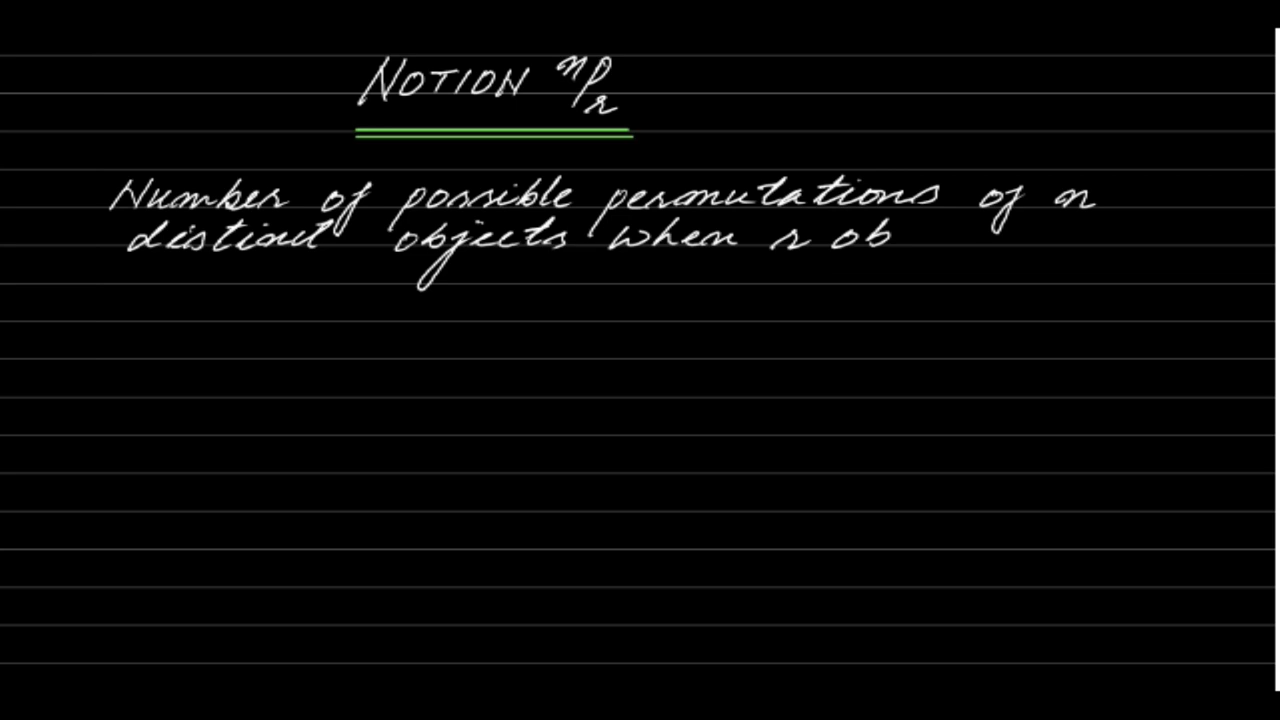 NOTION ⁿPᵣ
Number of possible permutations of n
distinct objects when r ob